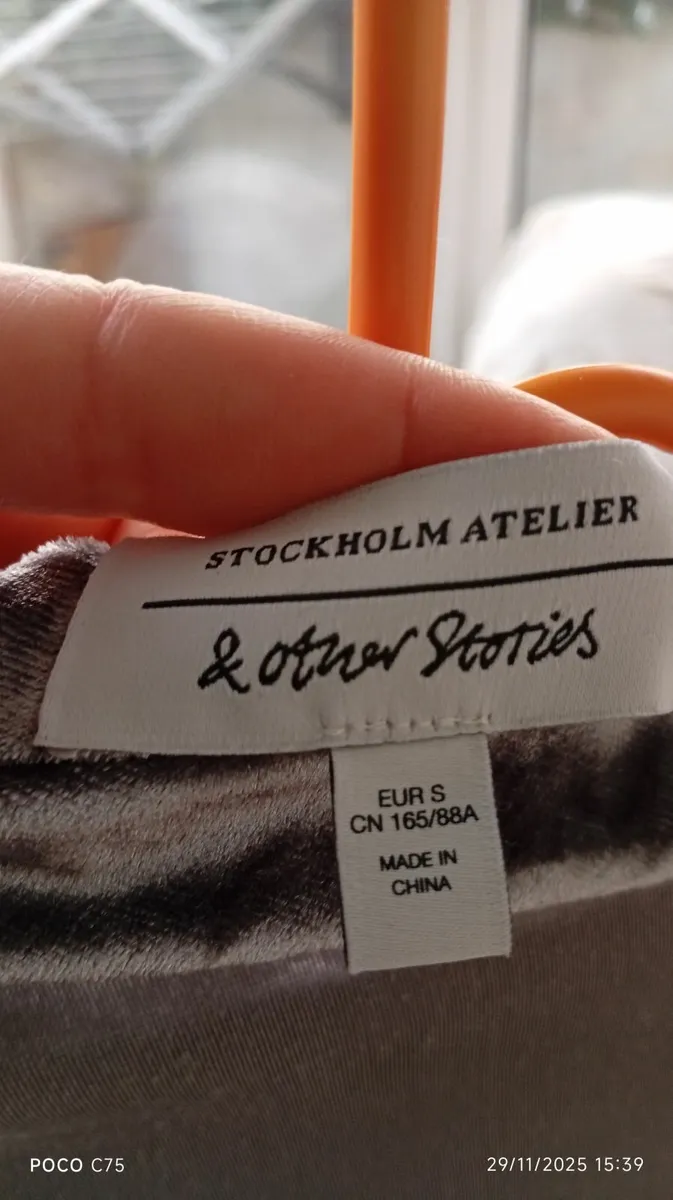 STOCKHOLM ATELIER
& other Stories
EUR S
CN 165/88A
MADE IN
CHINA
POCO C75
29/11/2025 15:39